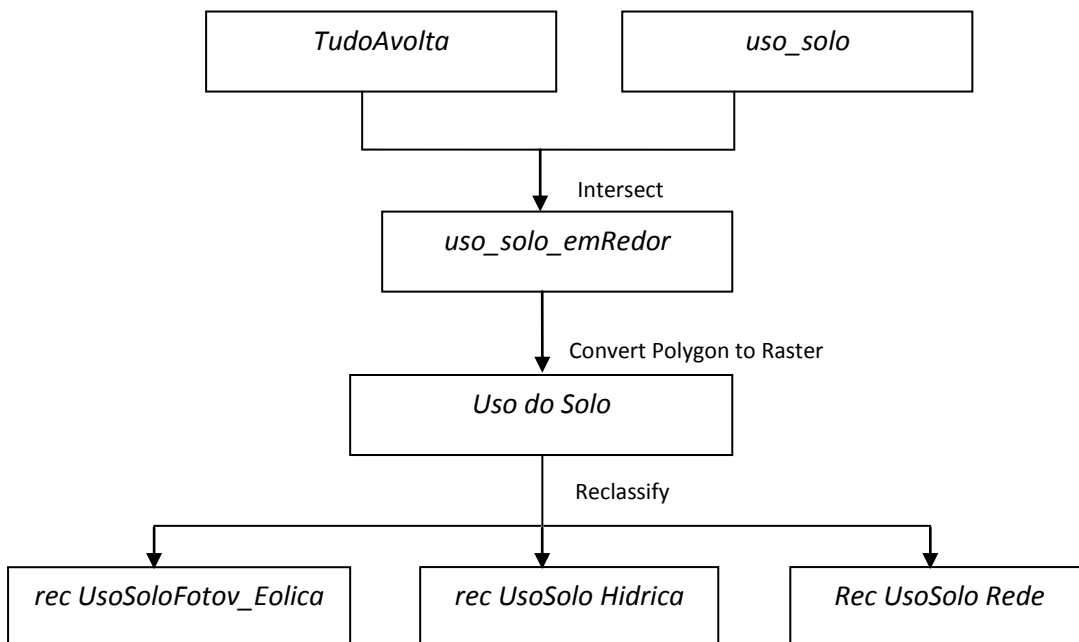 TudoAvolta
uso_solo
Intersect
uso_solo_emRedor
Convert Polygon to Raster
Uso do Solo
Reclassify
rec UsoSoloFotov_Eolica
rec UsoSolo Hidrica
Rec UsoSolo Rede